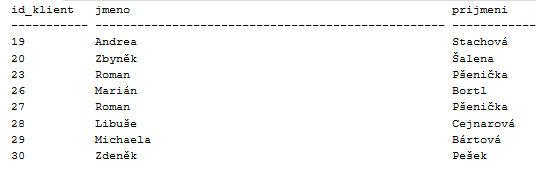 id_klient jmeno prijmeni
----------- -------------------------------------------------- ------------
19 Andrea Stachová
20 Zbyněk Šalena
23 Roman Pšenička
26 Marián Bortl
27 Roman Pšenička
28 Libuše Cejnarová
29 Michaela Bártová
30 Zdeněk Pešek